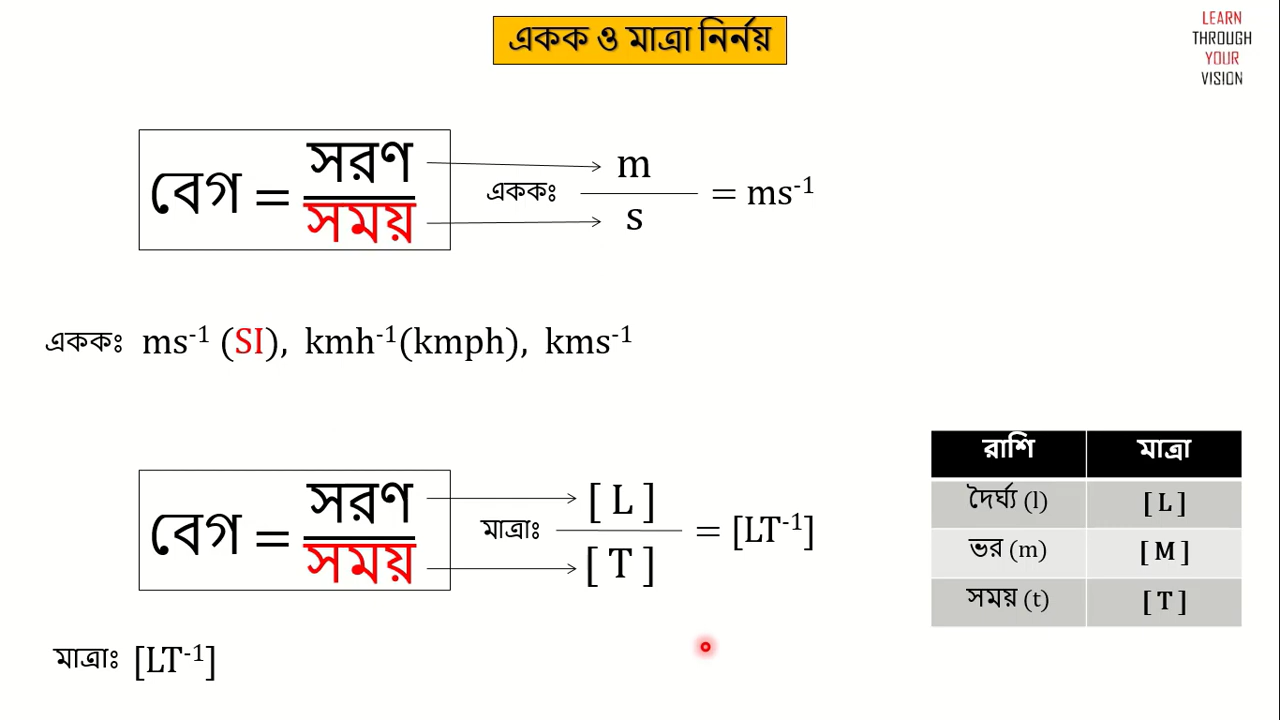 একক ও মাত্রা নির্নয়
LEARN
THROUGH
YOUR
VISION
বেগ = সরণ / সময়
এককঃ m / s = ms⁻¹
এককঃ ms⁻¹ (SI), kmh⁻¹(kmph), kms⁻¹
বেগ = সরণ / সময়
মাত্রাঃ [ L ] / [ T ] = [LT⁻¹]
মাত্রাঃ [LT⁻¹]
রাশি মাত্রা
দৈর্ঘ্য (l) [ L ]
ভর (m) [ M ]
সময় (t) [ T ]